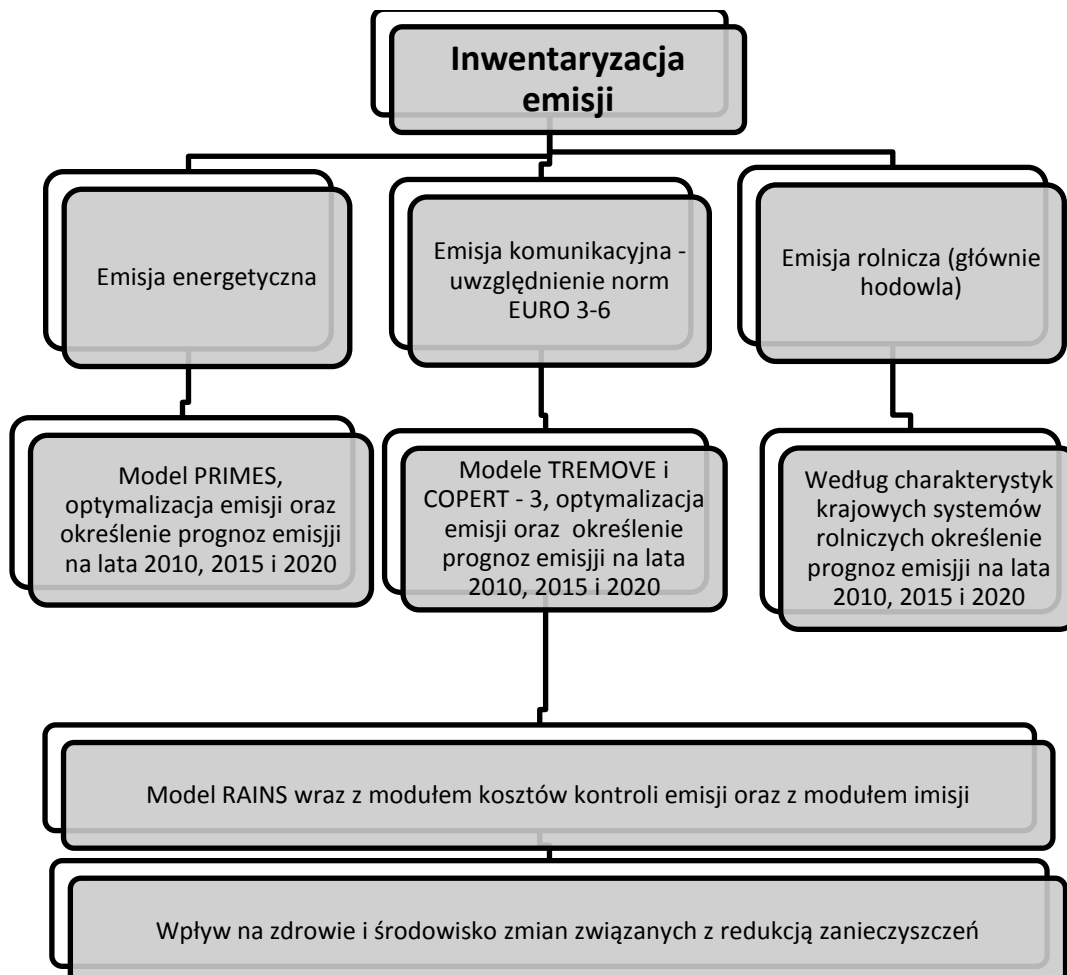 Inwentaryzacja
emisji
Emisja energetyczna
Emisja komunikacyjna -
uwzględnienie norm
EURO 3-6
Emisja rolnicza (głównie
hodowla)
Model PRIMES,
optymalizacja emisji oraz
określenie prognoz emisjji
na lata 2010, 2015 i 2020
Modele TREMOVE i
COPERT - 3, optymalizacja
emisji oraz określenie
prognoz emisjji na lata
2010, 2015 i 2020
Według charakterystyk
krajowych systemów
rolniczych określenie
prognoz emisjji na lata
2010, 2015 i 2020
Model RAINS wraz z modułem kosztów kontroli emisji oraz z modułem imisji
Wpływ na zdrowie i środowisko zmian związanych z redukcją zanieczyszczeń